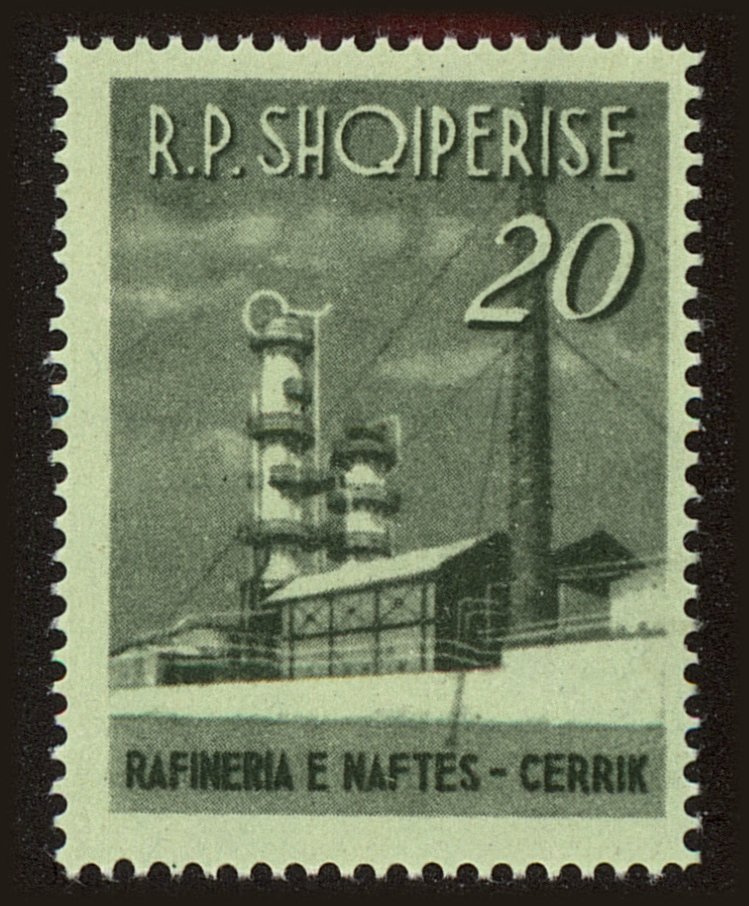 R.P. SHQIPERISE
20
RAFINERIA E NAFTES - CERRIK